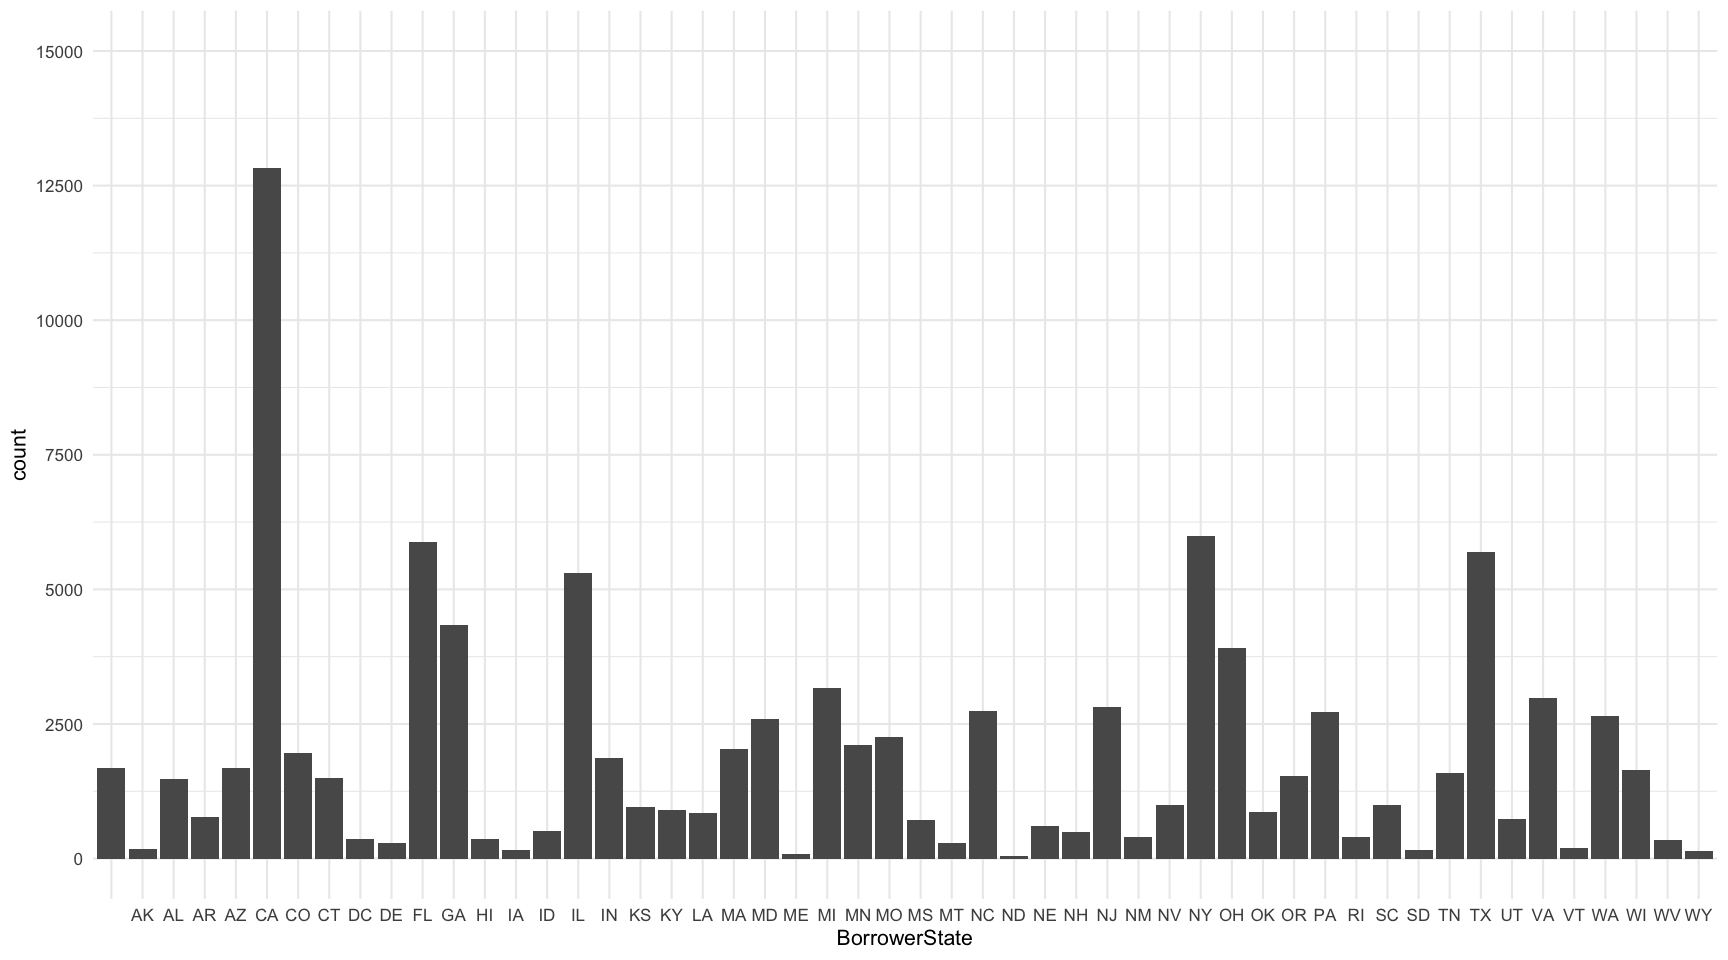 15000
12500
10000
7500
5000
2500
0
count
AK AL AR AZ CA CO CT DC DE FL GA HI IA ID IL IN KS KY LA MA MD ME MI MN MO MS MT NC ND NE NH NJ NM NV NY OH OK OR PA RI SC SD TN TX UT VA VT WA WI WV WY
BorrowerState